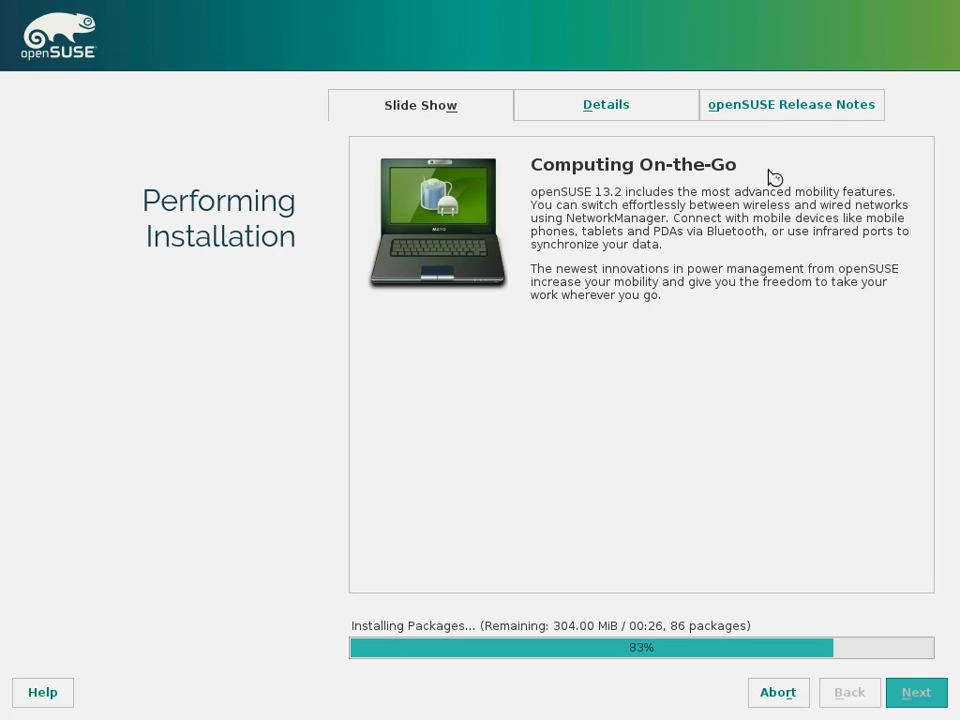 openSUSE
Slide Show
Details
openSUSE Release Notes
Performing
Installation
Computing On-the-Go
openSUSE 13.2 includes the most advanced mobility features.
You can switch effortlessly between wireless and wired networks
using NetworkManager. Connect with mobile devices like mobile
phones, tablets and PDAs via Bluetooth, or use infrared ports to
synchronize your data.
The newest innovations in power management from openSUSE
increase your mobility and give you the freedom to take your
work wherever you go.
Installing Packages... (Remaining: 304.00 MiB / 00:26, 86 packages)
83%
Help
Abort
Back
Next